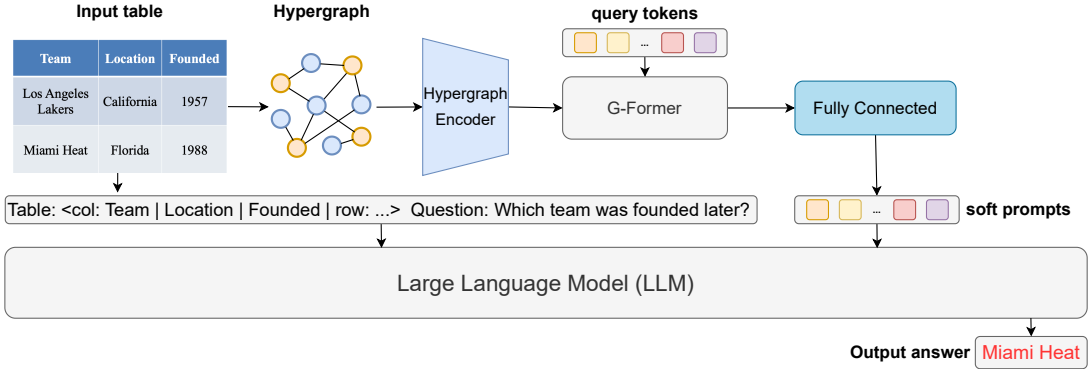 Input table
Hypergraph
query tokens
...
Team Location Founded
Los Angeles Lakers California 1957
Miami Heat Florida 1988
Hypergraph
Encoder
G-Former
Fully Connected
Table: <col: Team | Location | Founded | row: ...> Question: Which team was founded later?
...
soft prompts
Large Language Model (LLM)
Output answer Miami Heat